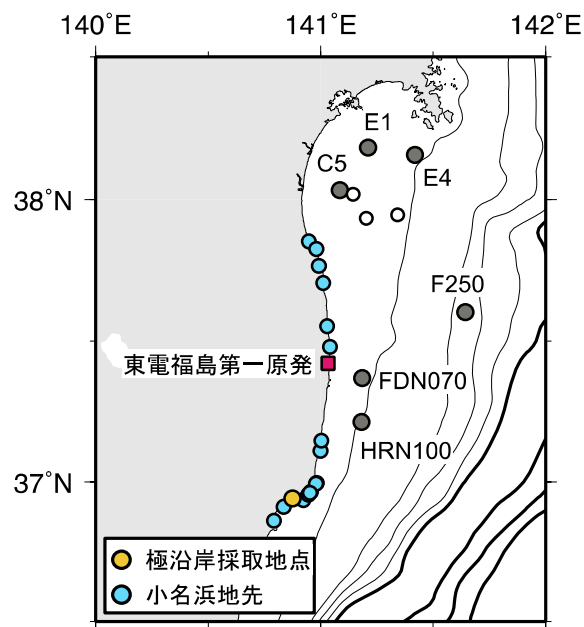 140°E
141°E
142°E
E1
C5
E4
38°N
F250
東電福島第一原発
FDN070
HRN100
37°N
極沿岸採取地点
小名浜地先